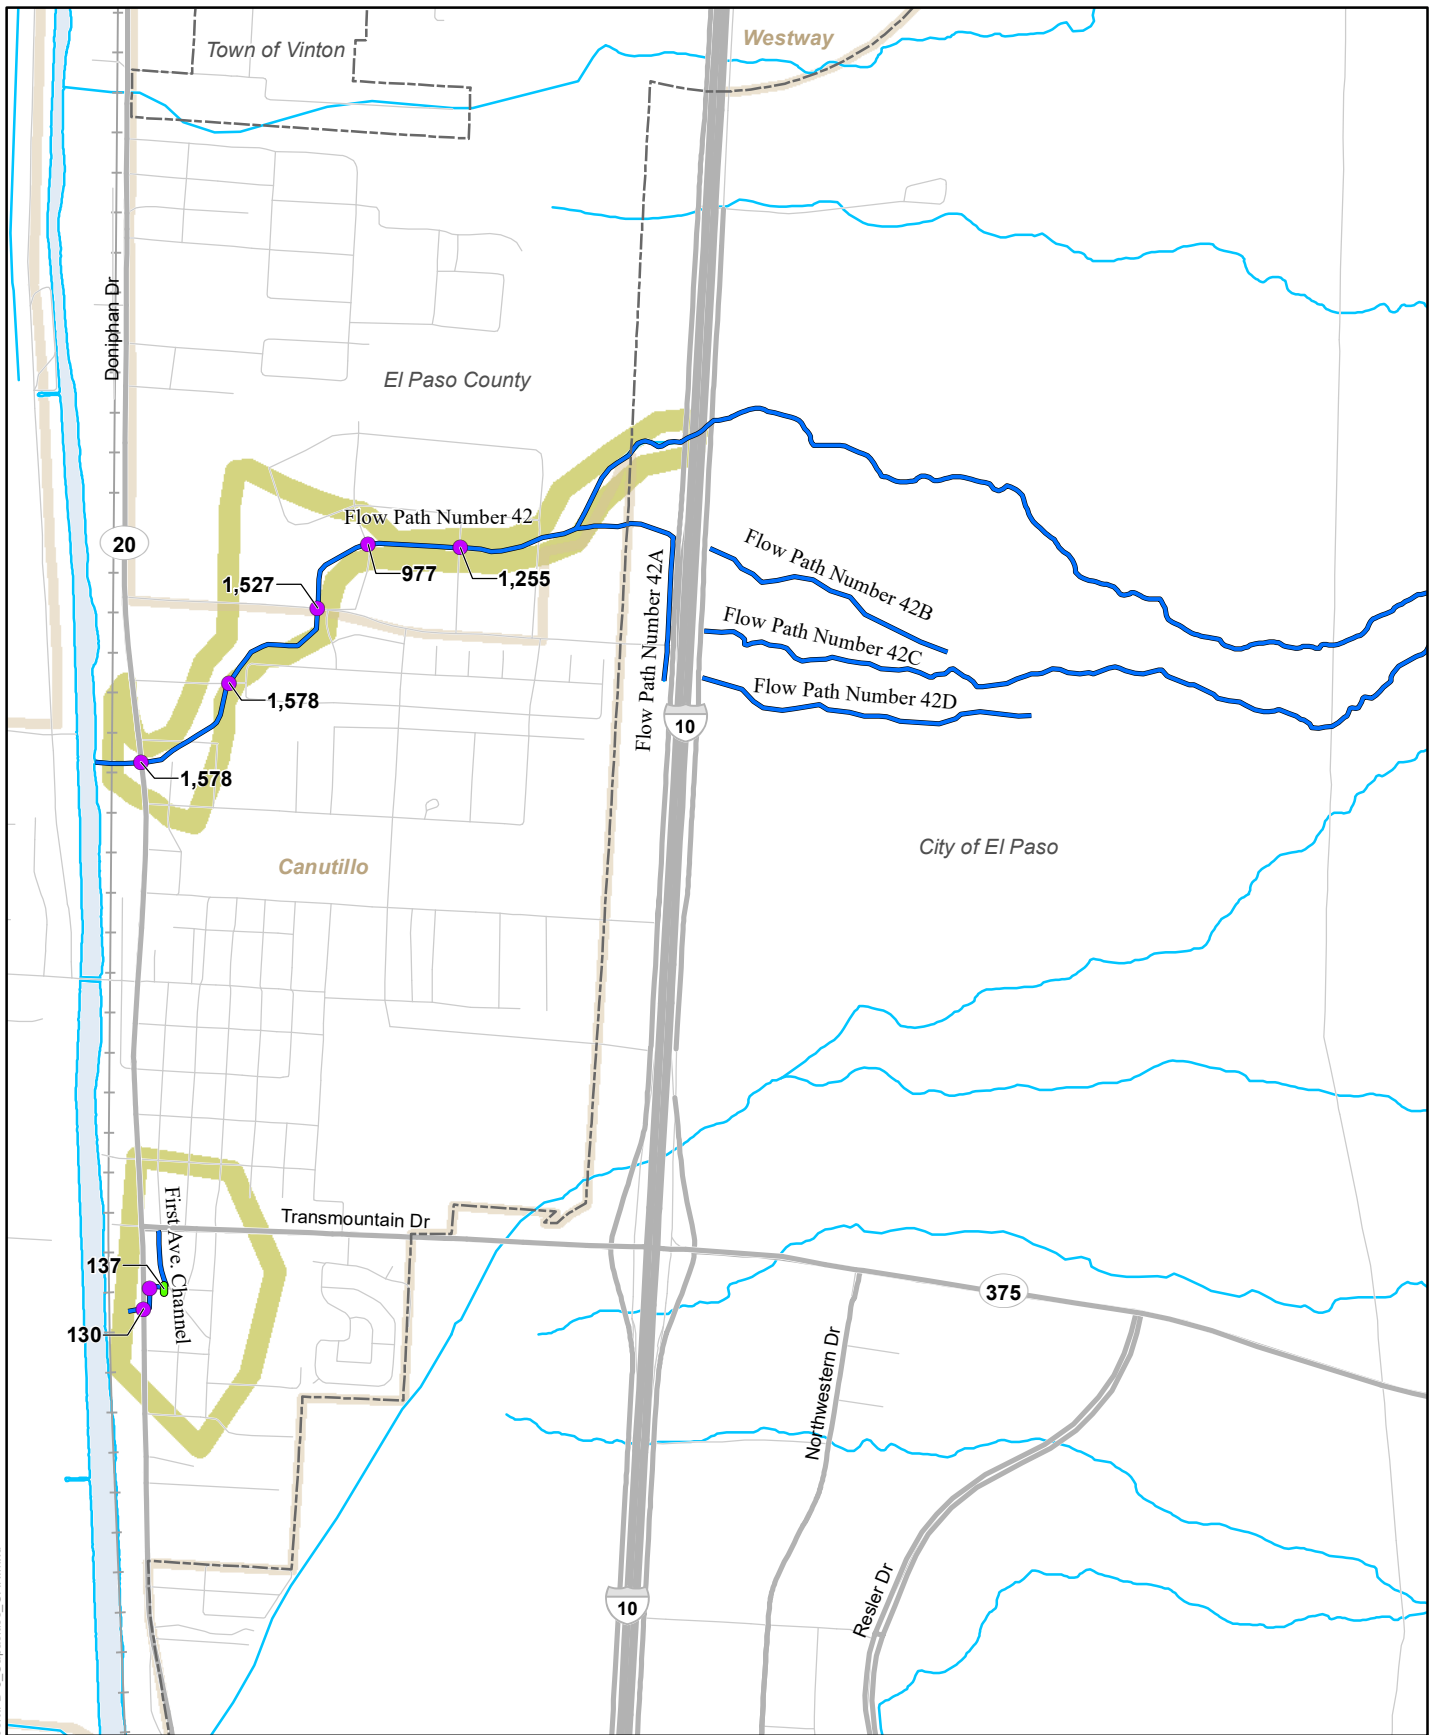 Westway
Town of Vinton
Doniphan Dr
El Paso County
Flow Path Number 42
20
977
1,255
1,527
Flow Path Number 42A
Flow Path Number 42B
Flow Path Number 42C
Flow Path Number 42D
1,578
10
1,578
City of El Paso
Canutillo
First Ave. Channel
Transmountain Dr
137
375
130
Northwestern Dr
Resler Dr
10